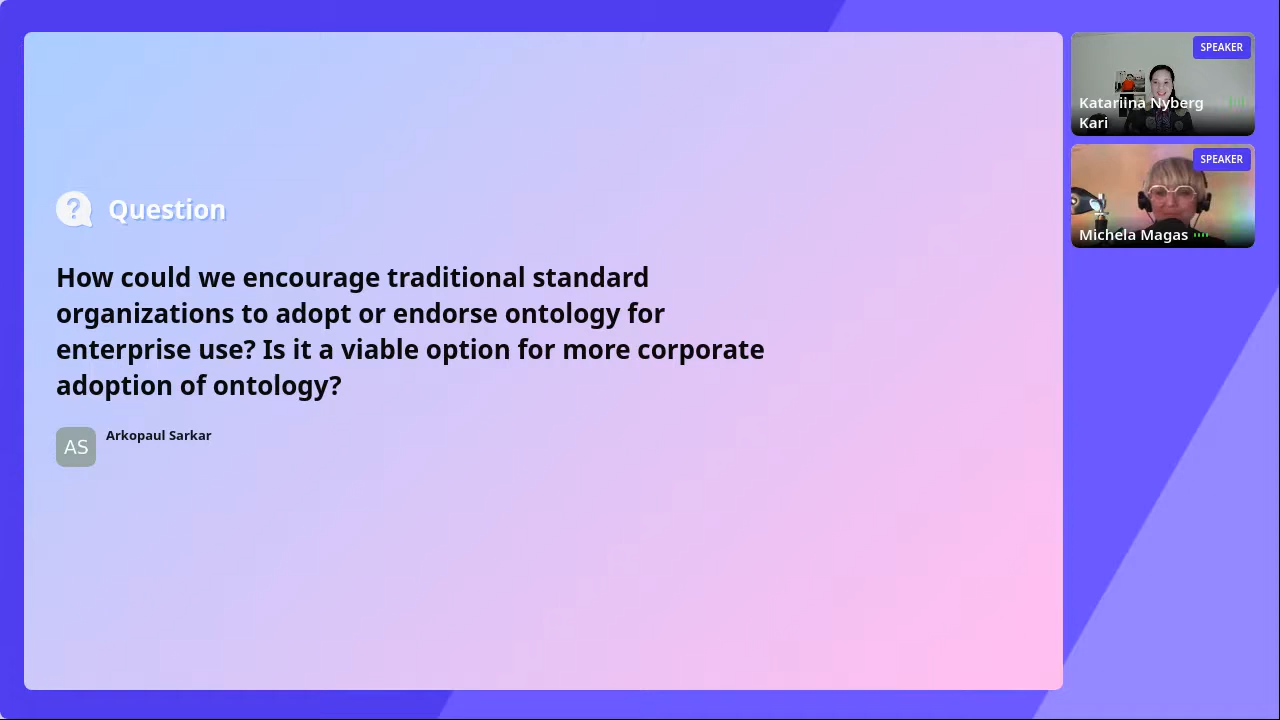 Question
How could we encourage traditional standard
organizations to adopt or endorse ontology for
enterprise use? Is it a viable option for more corporate
adoption of ontology?
AS
Arkopaul Sarkar
SPEAKER
Katariina Nyberg
Kari
SPEAKER
Michela Magas